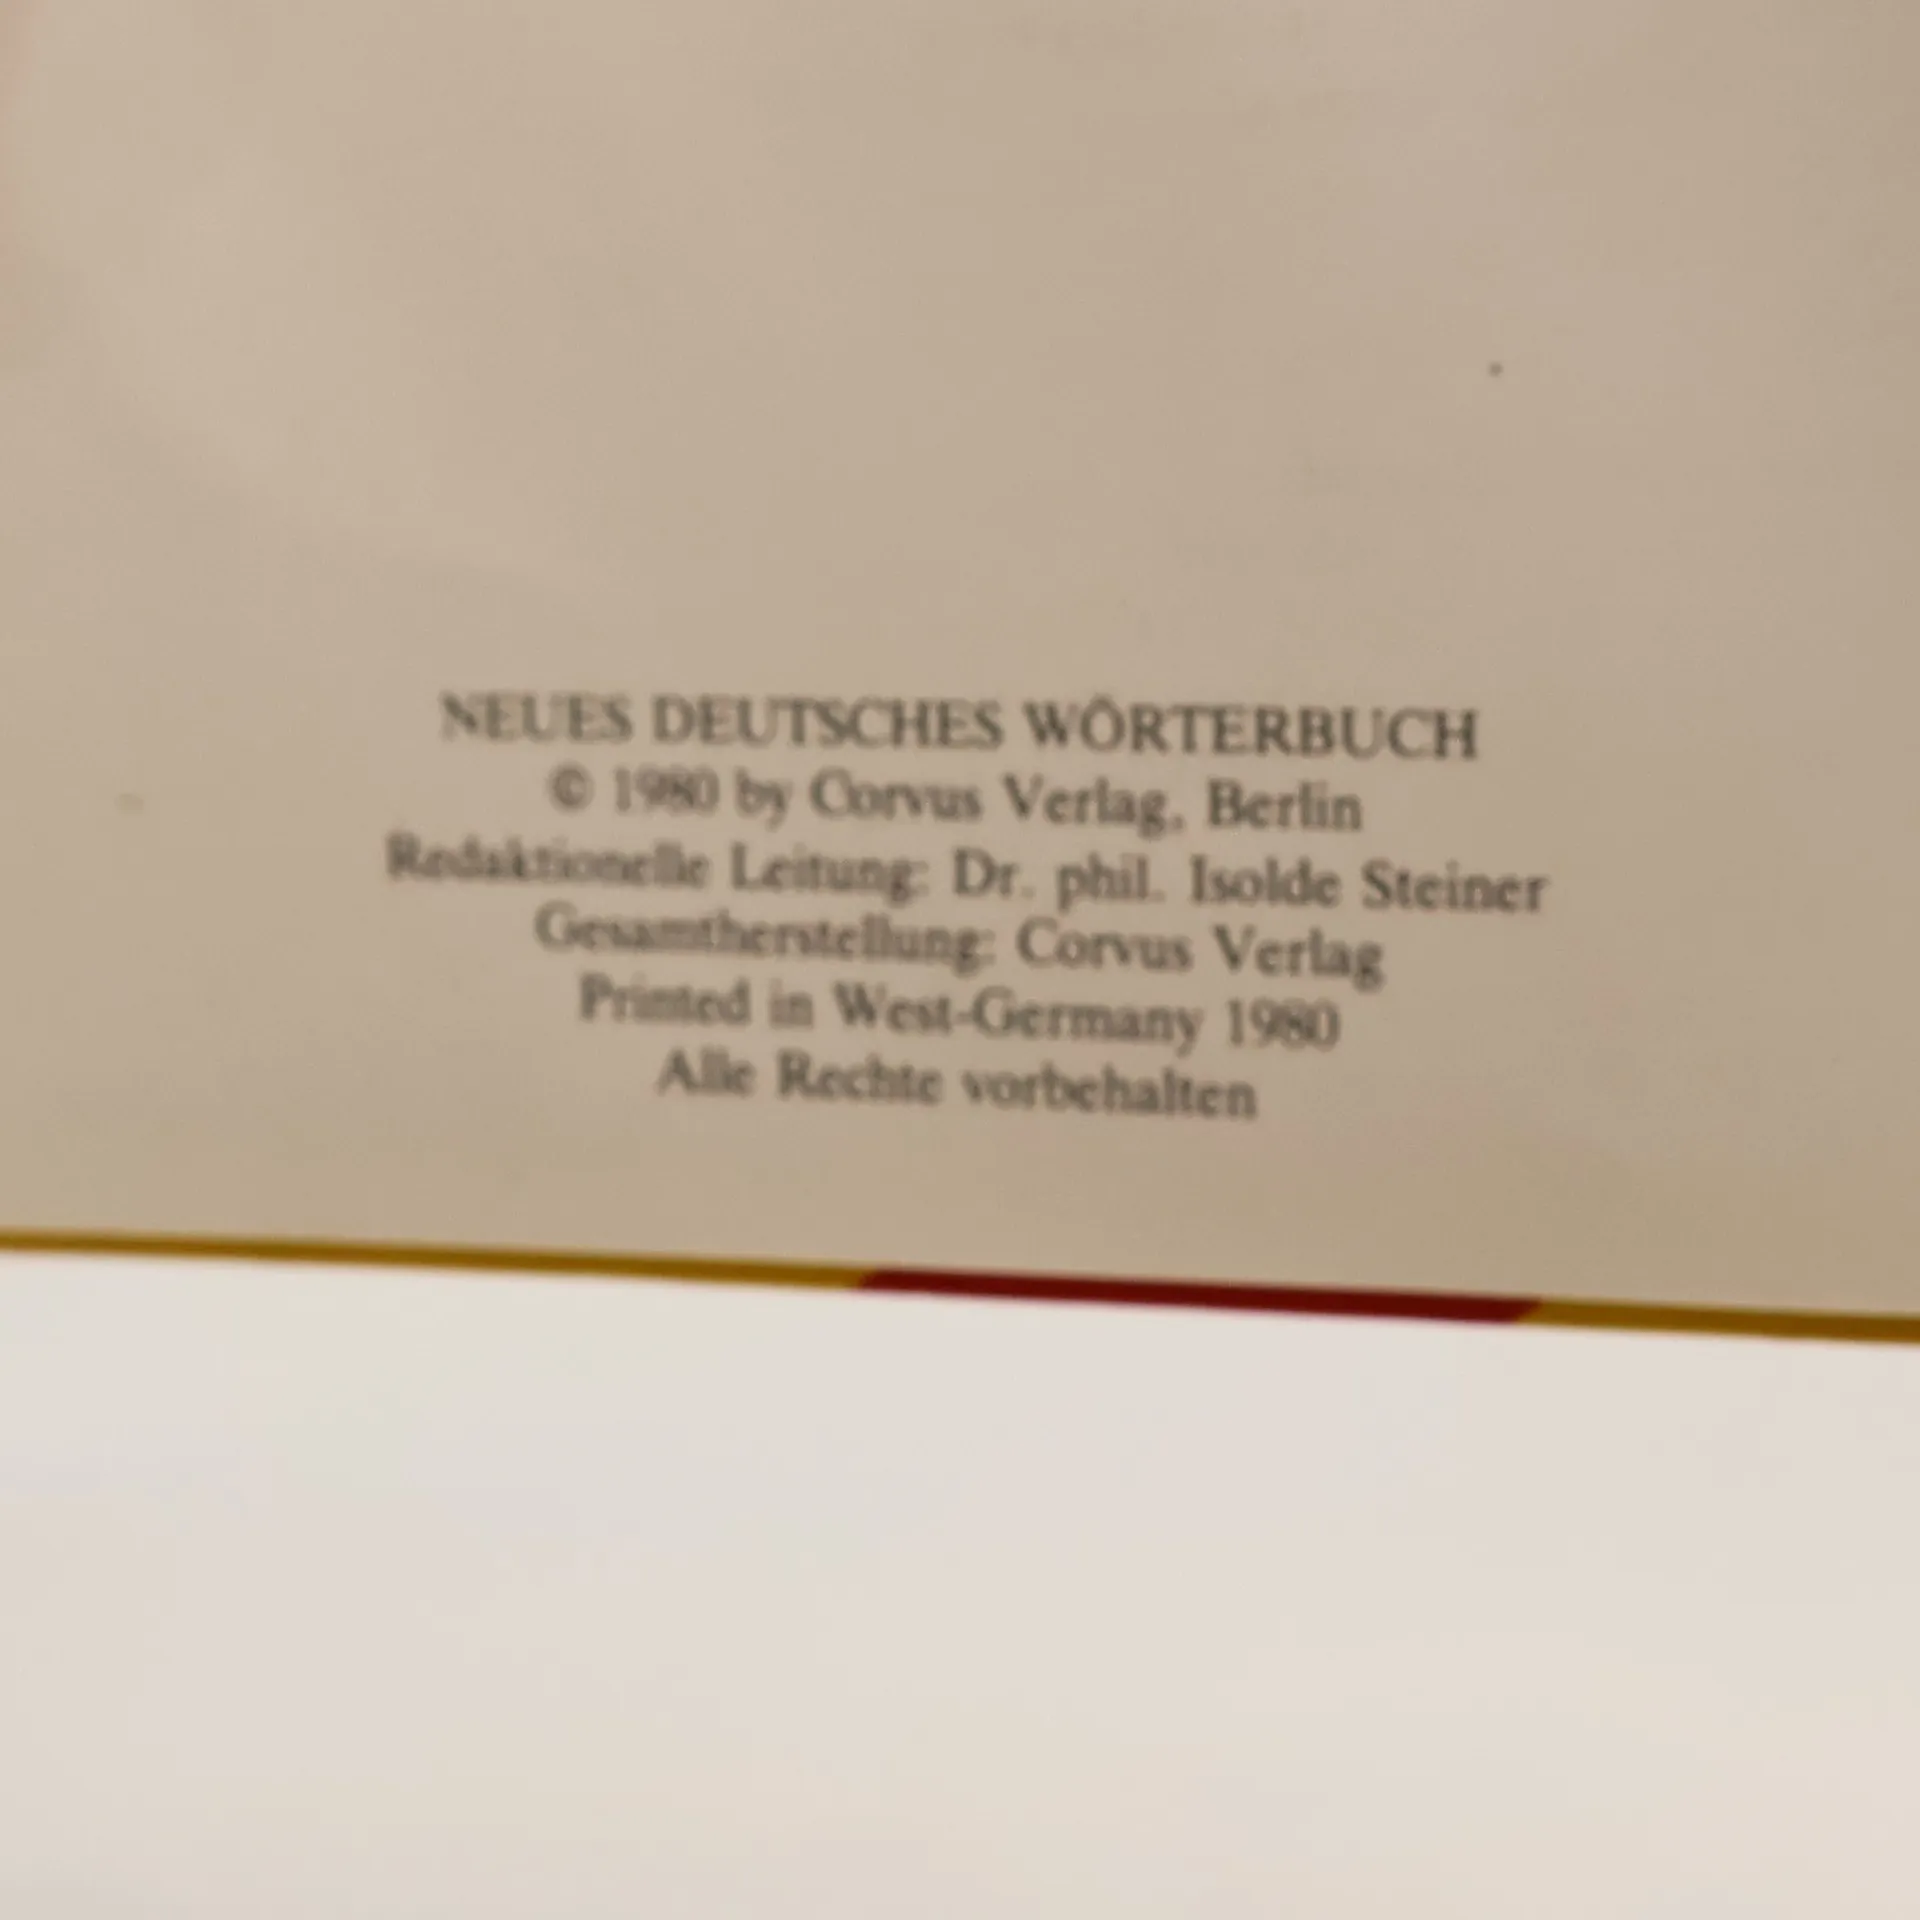 NEUES DEUTSCHES WÖRTERBUCH
© 1980 by Corvus Verlag, Berlin
Redaktionelle Leitung: Dr. phil. Isolde Steiner
Gesamtherstellung: Corvus Verlag
Printed in West-Germany 1980
Alle Rechte vorbehalten